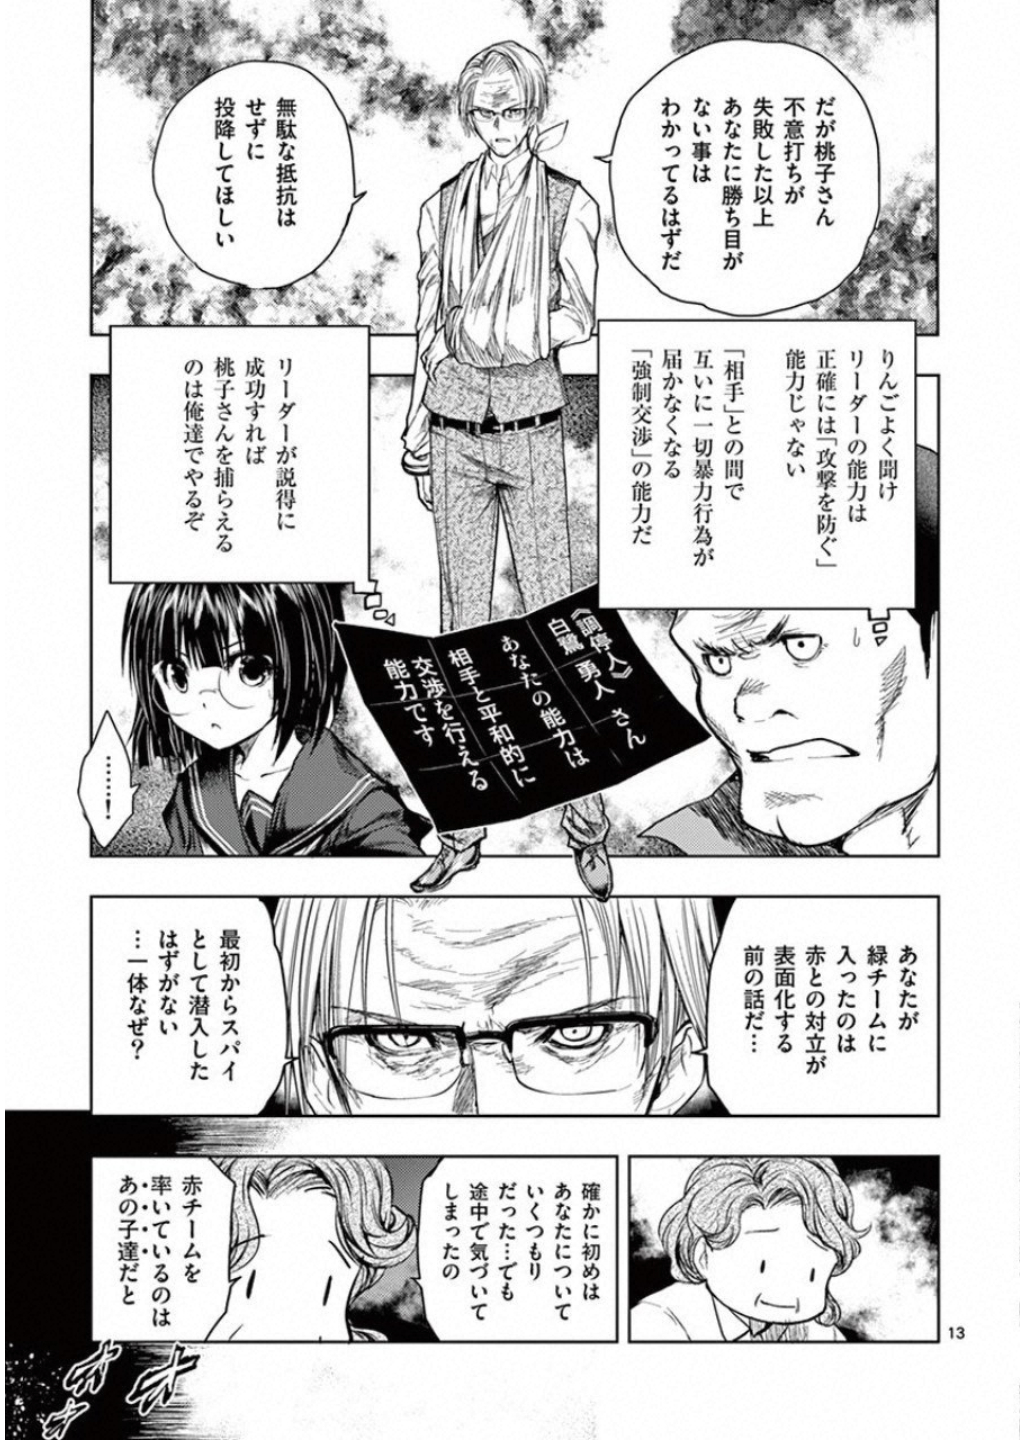 だが桃子さん
不意打ちが
失敗した以上
あなたに勝ち目が
ない事は
わかってるはずだ
無駄な抵抗は
せずに
投降してほしい
りんごよく聞け
リーダーの能力は
正確には「攻撃を防ぐ」
能力じゃない
「相手」との間で
互いに一切暴力行為が
届かなくなる
「強制交渉」の能力だ
リーダーが説得に
成功すれば
桃子さんを捕らえる
のは俺達でやるぞ
《調停人》
白鷺 勇人 さん
あなたの能力は
相手と平和的に
交渉を行える
能力です
………!
あなたが
緑チームに
入ったのは
赤との対立が
表面化する
前の話だ…
最初からスパイ
として潜入した
はずがない
…一体なぜ?
確かに初めは
あなたについて
いくつもり
だった…でも
途中で気づいて
しまったの
赤チームを
率いているのは
あの子達だと
オオオ
13